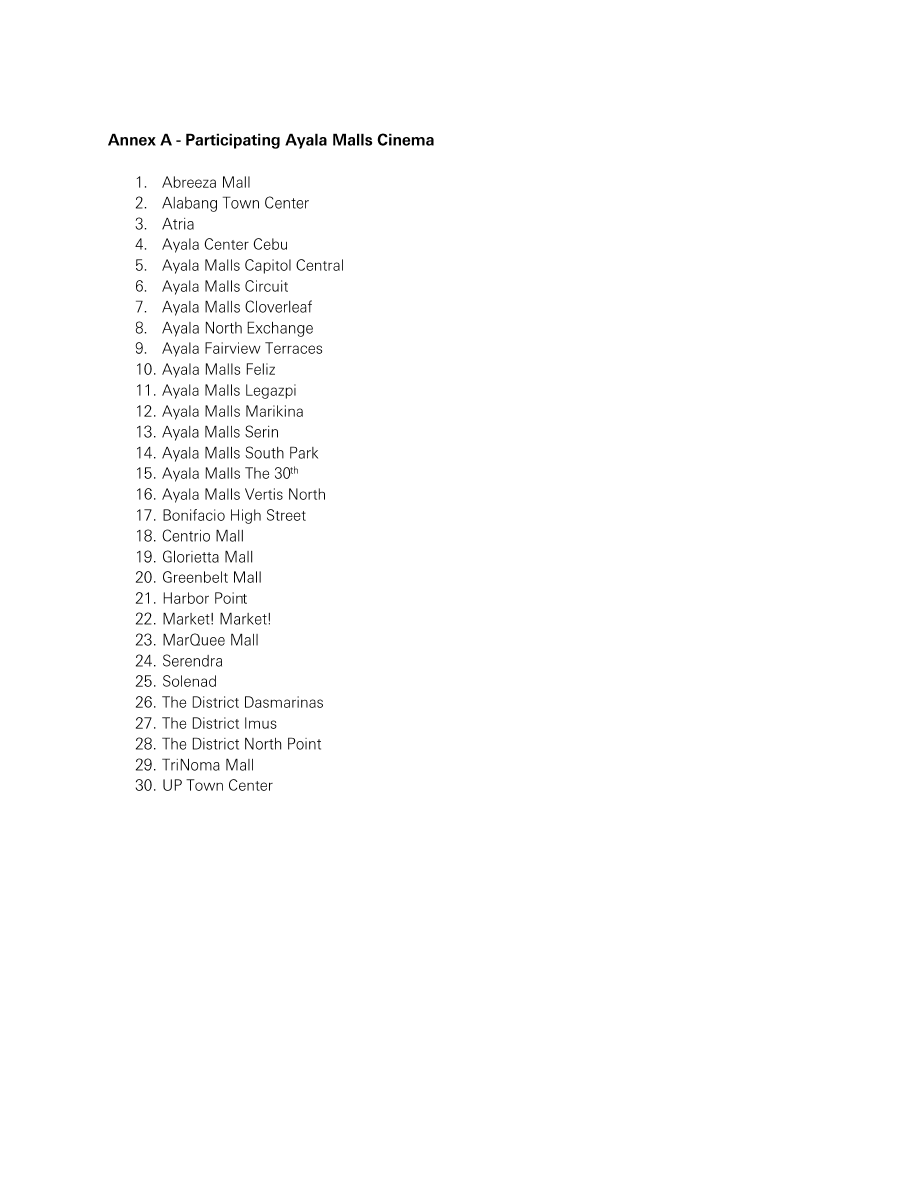 Annex A - Participating Ayala Malls Cinema
1. Abreeza Mall
2. Alabang Town Center
3. Atria
4. Ayala Center Cebu
5. Ayala Malls Capitol Central
6. Ayala Malls Circuit
7. Ayala Malls Cloverleaf
8. Ayala North Exchange
9. Ayala Fairview Terraces
10. Ayala Malls Feliz
11. Ayala Malls Legazpi
12. Ayala Malls Marikina
13. Ayala Malls Serin
14. Ayala Malls South Park
15. Ayala Malls The 30th
16. Ayala Malls Vertis North
17. Bonifacio High Street
18. Centrio Mall
19. Glorietta Mall
20. Greenbelt Mall
21. Harbor Point
22. Market! Market!
23. MarQuee Mall
24. Serendra
25. Solenad
26. The District Dasmarinas
27. The District Imus
28. The District North Point
29. TriNoma Mall
30. UP Town Center